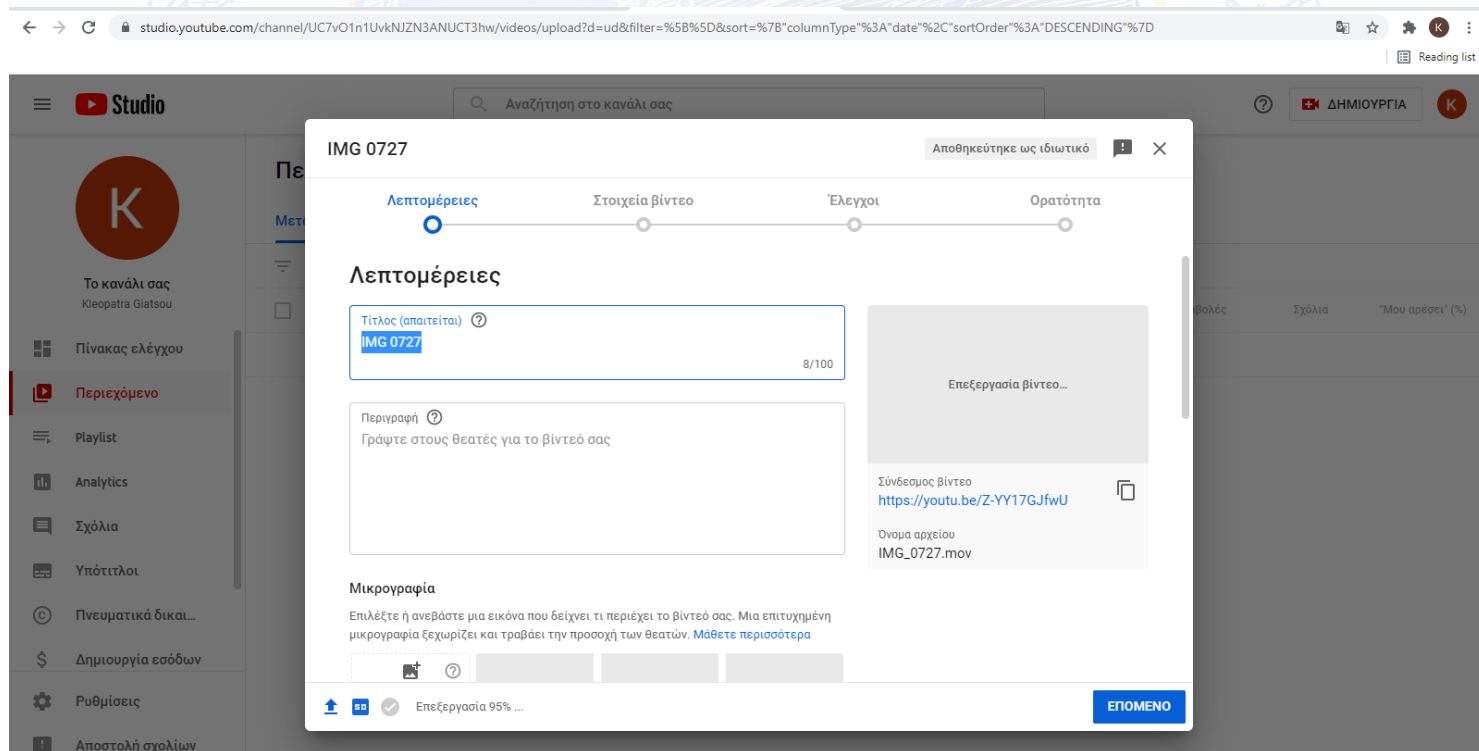 studio.youtube.com/channel/UC7vO1n1UvkNJZN3ANUCT3hw/videos/upload?d=ud&filter=%5B%5D&sort=%7B"columnType"%3A"date"%2C"sortOrder"%3A"DESCENDING"%7D
K
Reading list
Studio
Αναζήτηση στο κανάλι σας
ΔΗΜΙΟΥΡΓΙΑ
K
K
Το κανάλι σας
Kleopatra Giatsou
Πίνακας ελέγχου
Περιεχόμενο
Playlist
Analytics
Σχόλια
Υπότιτλοι
Πνευματικά δικαι...
Δημιουργία εσόδων
Ρυθμίσεις
Αποστολή σχολίων
Πε
Μετ
Σχόλια
"Μου αρέσει" (%)
IMG 0727
Αποθηκεύτηκε ως ιδιωτικό
Λεπτομέρειες
Στοιχεία βίντεο
Έλεγχοι
Ορατότητα
Λεπτομέρειες
Τίτλος (απαιτείται)
IMG 0727
8/100
Περιγραφή
Γράψτε στους θεατές για το βίντεό σας
Επεξεργασία βίντεο...
Σύνδεσμος βίντεο
https://youtu.be/Z-YY17GJfwU
Όνομα αρχείου
IMG_0727.mov
Μικρογραφία
Επιλέξτε ή ανεβάστε μια εικόνα που δείχνει τι περιέχει το βίντεό σας. Μια επιτυχημένη
μικρογραφία ξεχωρίζει και τραβάει την προσοχή των θεατών. Μάθετε περισσότερα
SD
Επεξεργασία 95% ...
ΕΠΟΜΕΝΟ